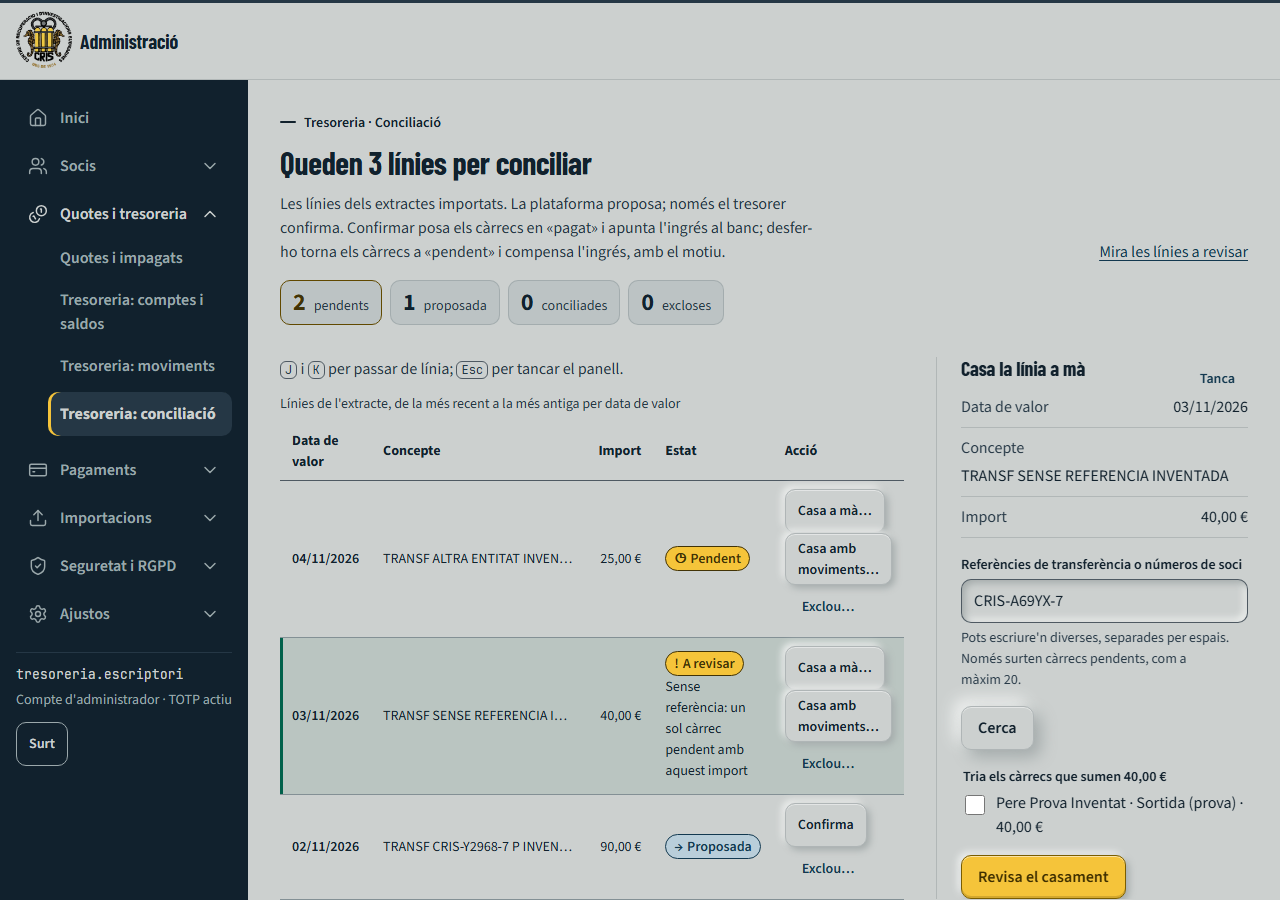 CRIS
Administració
Inici
Socis
Quotes i tresoreria
Quotes i impagats
Tresoreria: comptes i
saldos
Tresoreria: moviments
Tresoreria: conciliació
Pagaments
Importacions
Seguretat i RGPD
Ajustos
tresoreria.escriptori
Compte d'administrador · TOTP actiu
Surt
Tresoreria · Conciliació
Queden 3 línies per conciliar
Les línies dels extractes importats. La plataforma proposa; només el tresorer
confirma. Confirmar posa els càrrecs en «pagat» i apunta l'ingrés al banc; desfer-
ho torna els càrrecs a «pendent» i compensa l'ingrés, amb el motiu.
Mira les línies a revisar
2 pendents
1 proposada
0 conciliades
0 excloses
J i K per passar de línia; Esc per tancar el panell.
Línies de l'extracte, de la més recent a la més antiga per data de valor
Data de
valor
Concepte
Import
Estat
Acció
04/11/2026
TRANSF ALTRA ENTITAT INVEN…
25,00 €
Pendent
Casa a mà…
Casa amb
moviments…
Exclou…
03/11/2026
TRANSF SENSE REFERENCIA I…
40,00 €
! A revisar
Sense
referència: un
sol càrrec
pendent amb
aquest import
Casa a mà…
Casa amb
moviments…
Exclou…
02/11/2026
TRANSF CRIS-Y2968-7 P INVEN…
90,00 €
→ Proposada
Confirma
Exclou…
Casa la línia a mà
Tanca
Data de valor
03/11/2026
Concepte
TRANSF SENSE REFERENCIA INVENTADA
Import
40,00 €
Referències de transferència o números de soci
CRIS-A69YX-7
Pots escriure'n diverses, separades per espais.
Només surten càrrecs pendents, com a
màxim 20.
Cerca
Tria els càrrecs que sumen 40,00 €
Pere Prova Inventat · Sortida (prova) ·
40,00 €
Revisa el casament